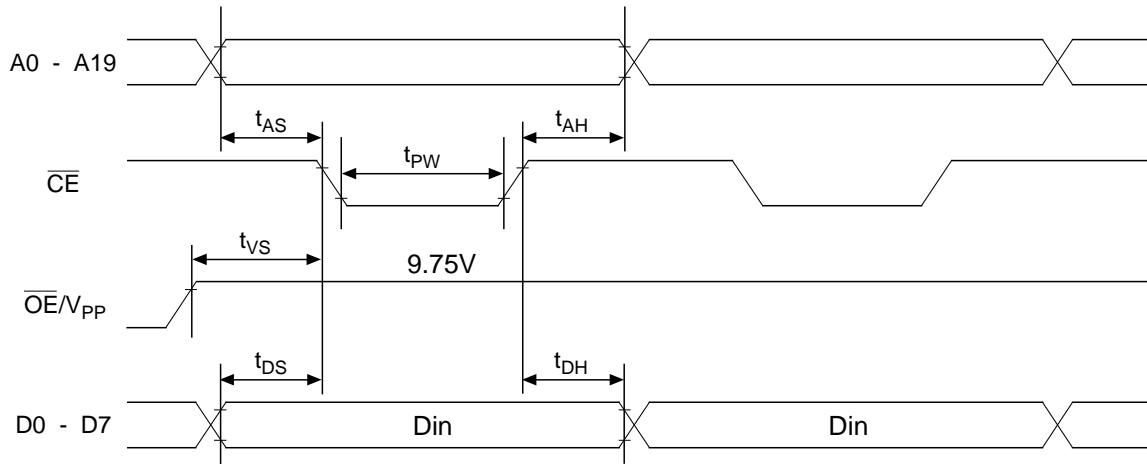 A0 - A19
tAS
tAH
tPW
CE
tVS
9.75V
OE/VPP
tDS
tDH
D0 - D7
Din
Din